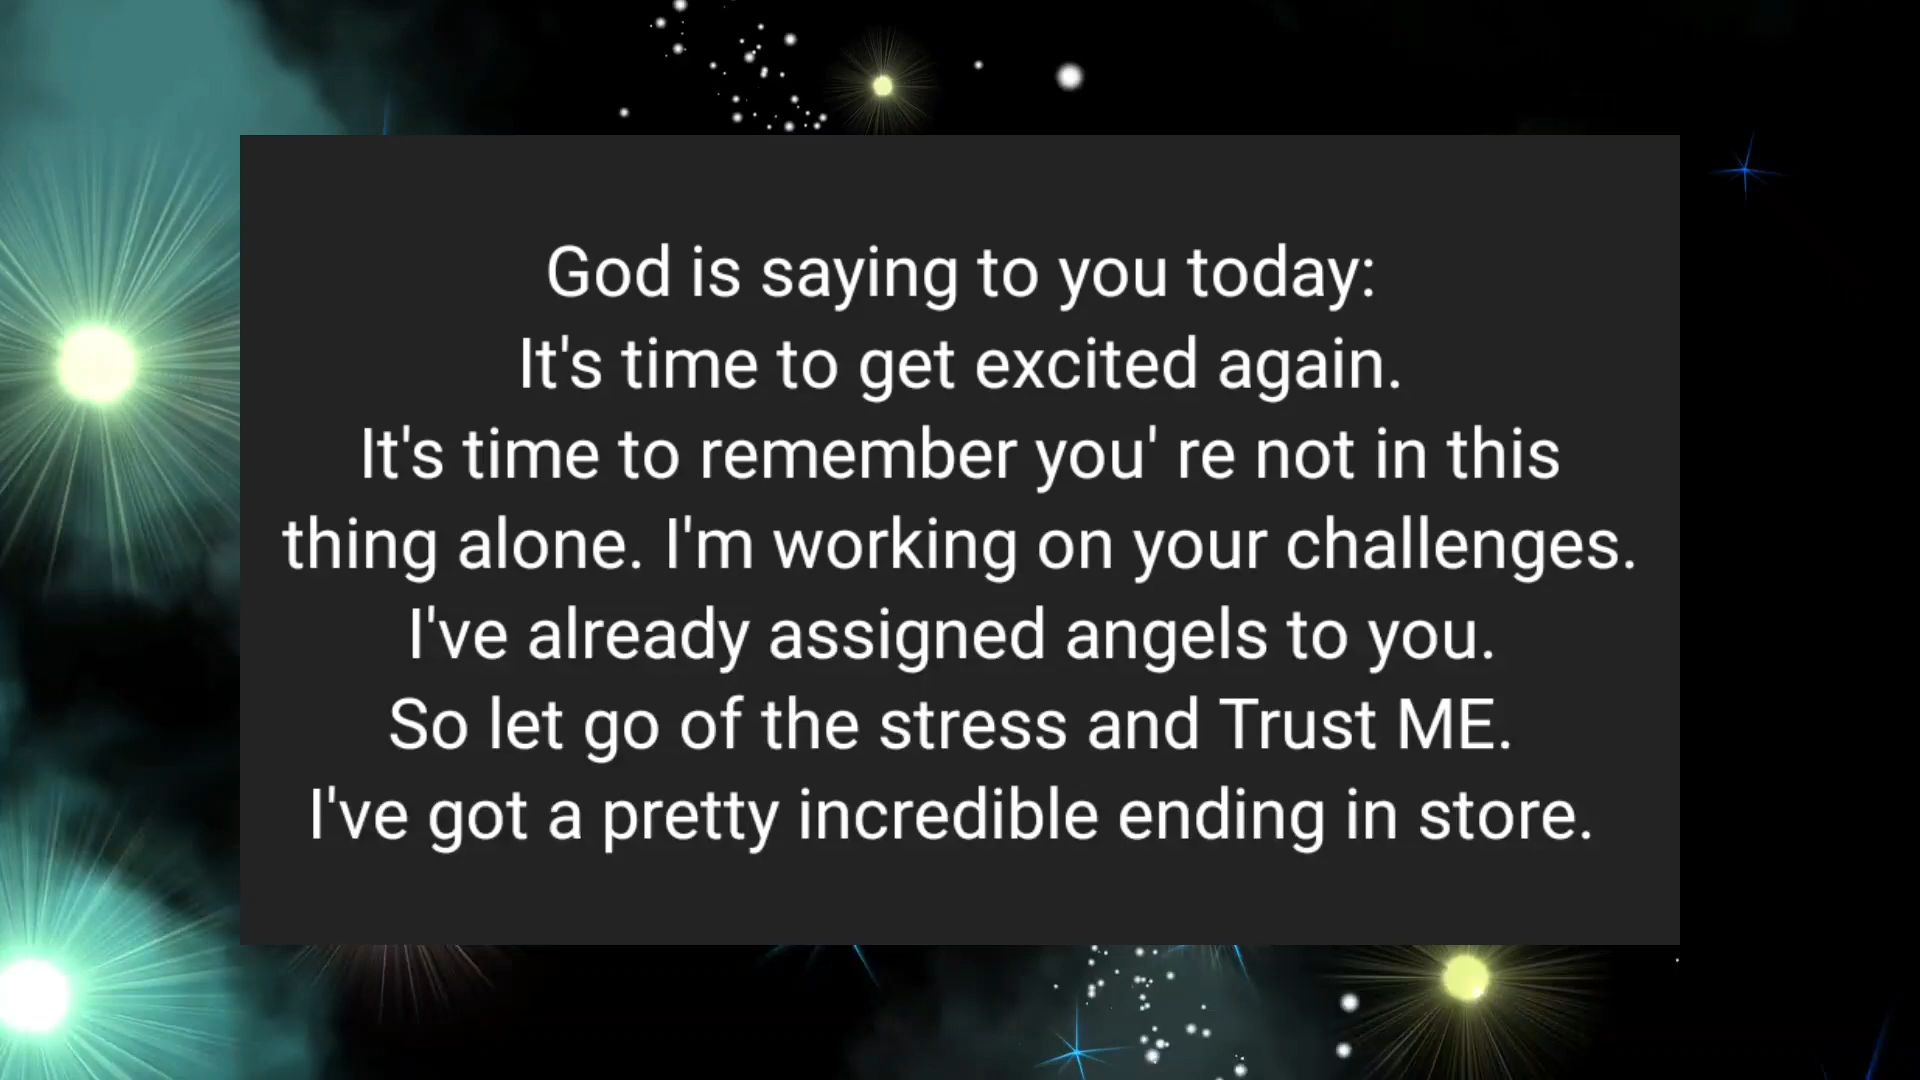 God is saying to you today:
It's time to get excited again.
It's time to remember you' re not in this
thing alone. I'm working on your challenges.
I've already assigned angels to you.
So let go of the stress and Trust ME.
I've got a pretty incredible ending in store.